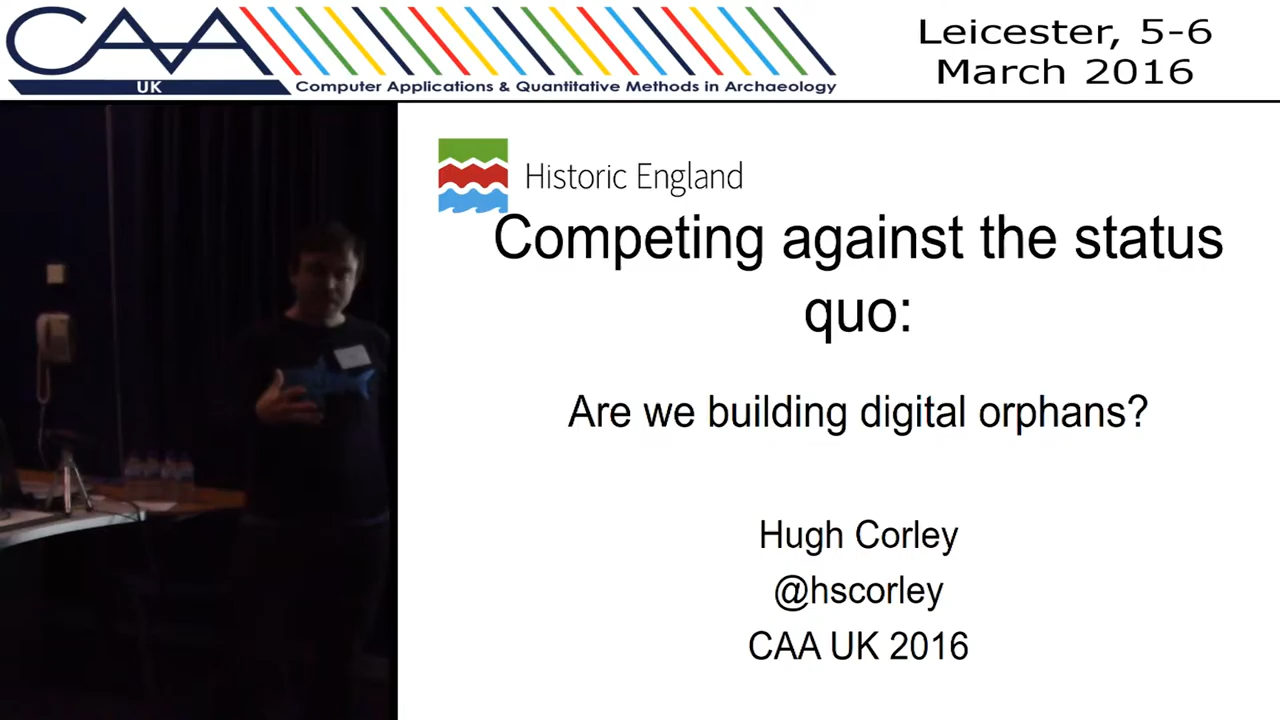 CAA
UK
Computer Applications & Quantitative Methods in Archaeology
Leicester, 5-6
March 2016
Historic England
Competing against the status
quo:
Are we building digital orphans?
Hugh Corley
@hscorley
CAA UK 2016